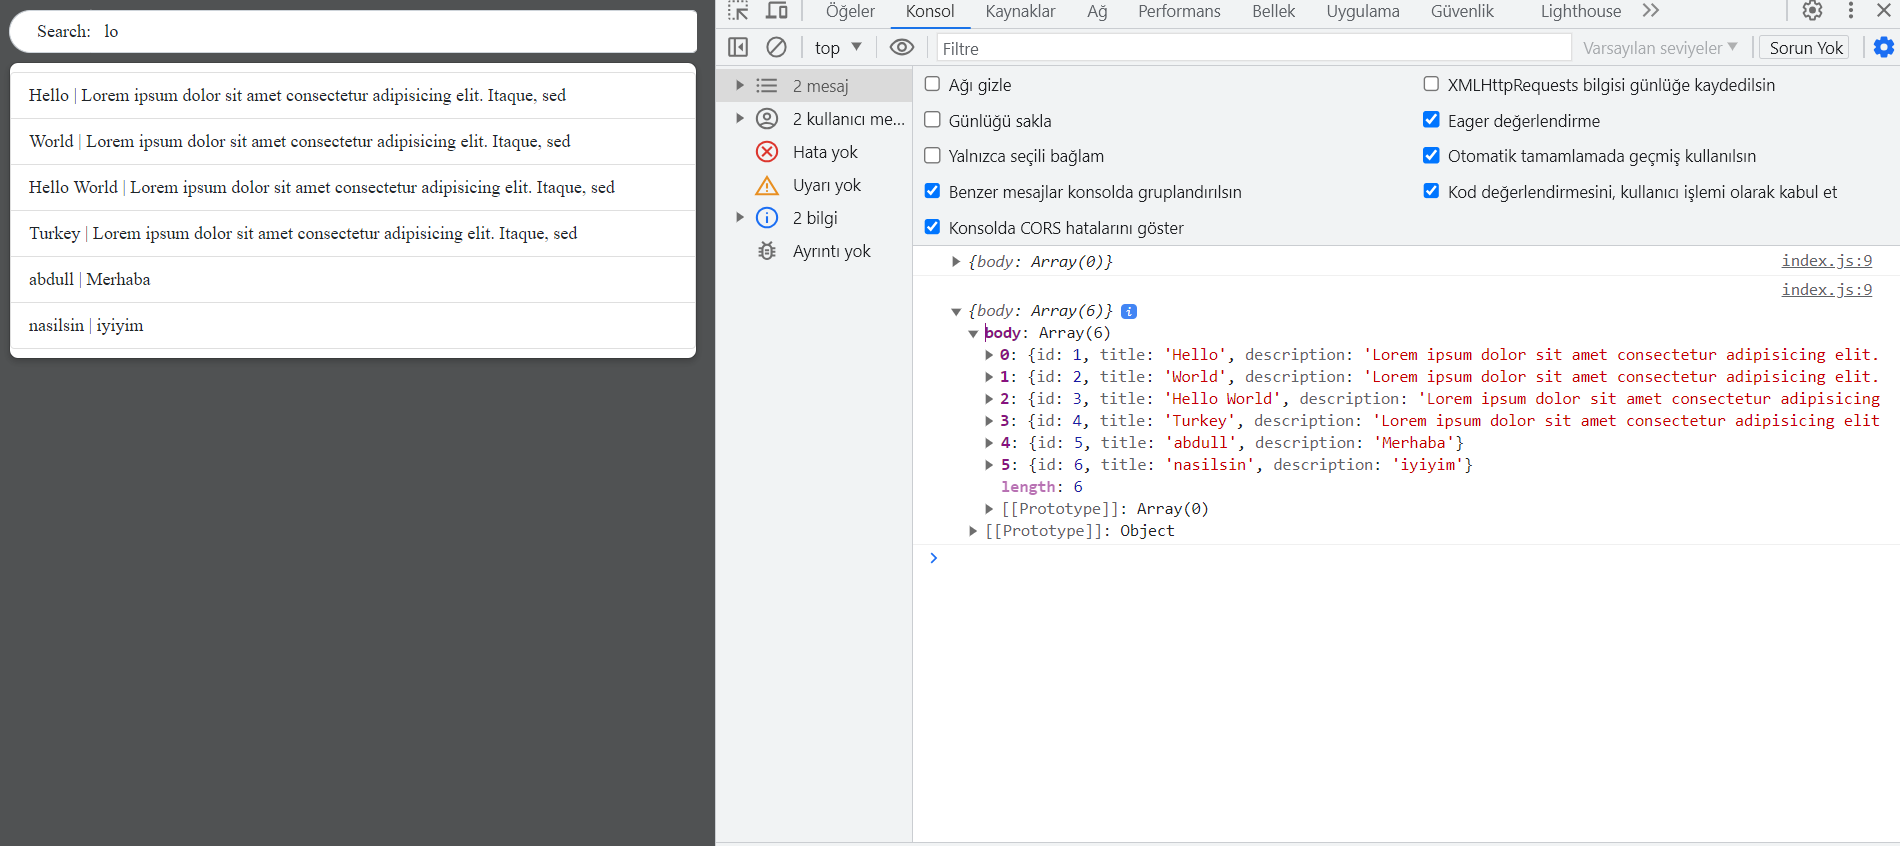 Search: lo
Hello | Lorem ipsum dolor sit amet consectetur adipisicing elit. Itaque, sed
World | Lorem ipsum dolor sit amet consectetur adipisicing elit. Itaque, sed
Hello World | Lorem ipsum dolor sit amet consectetur adipisicing elit. Itaque, sed
Turkey | Lorem ipsum dolor sit amet consectetur adipisicing elit. Itaque, sed
abdull | Merhaba
nasilsin | iyiyim
Öğeler Konsol Kaynaklar Ağ Performans Bellek Uygulama Güvenlik Lighthouse
top Filtre Varsayılan seviyeler Sorun Yok
2 mesaj
2 kullanıcı me...
Hata yok
Uyarı yok
2 bilgi
Ayrıntı yok
Ağı gizle XMLHttpRequests bilgisi günlüğe kaydedilsin
Günlüğü sakla Eager değerlendirme
Yalnızca seçili bağlam Otomatik tamamlamada geçmiş kullanılsın
Benzer mesajlar konsolda gruplandırılsın Kod değerlendirmesini, kullanıcı işlemi olarak kabul et
Konsolda CORS hatalarını göster
{body: Array(0)} index.js:9
index.js:9
{body: Array(6)} i
body: Array(6)
0: {id: 1, title: 'Hello', description: 'Lorem ipsum dolor sit amet consectetur adipisicing elit.
1: {id: 2, title: 'World', description: 'Lorem ipsum dolor sit amet consectetur adipisicing elit.
2: {id: 3, title: 'Hello World', description: 'Lorem ipsum dolor sit amet consectetur adipisicing
3: {id: 4, title: 'Turkey', description: 'Lorem ipsum dolor sit amet consectetur adipisicing elit
4: {id: 5, title: 'abdull', description: 'Merhaba'}
5: {id: 6, title: 'nasilsin', description: 'iyiyim'}
length: 6
[[Prototype]]: Array(0)
[[Prototype]]: Object